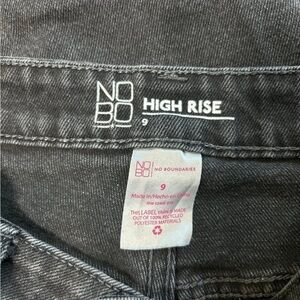 NO
BO
HIGH RISE
9
NO
BO
NO BOUNDARIES
9
Made in/Hecho en China
THIS LABEL YARN IS MADE
OUT OF 100% RECYCLED
POLYESTER MATERIALS